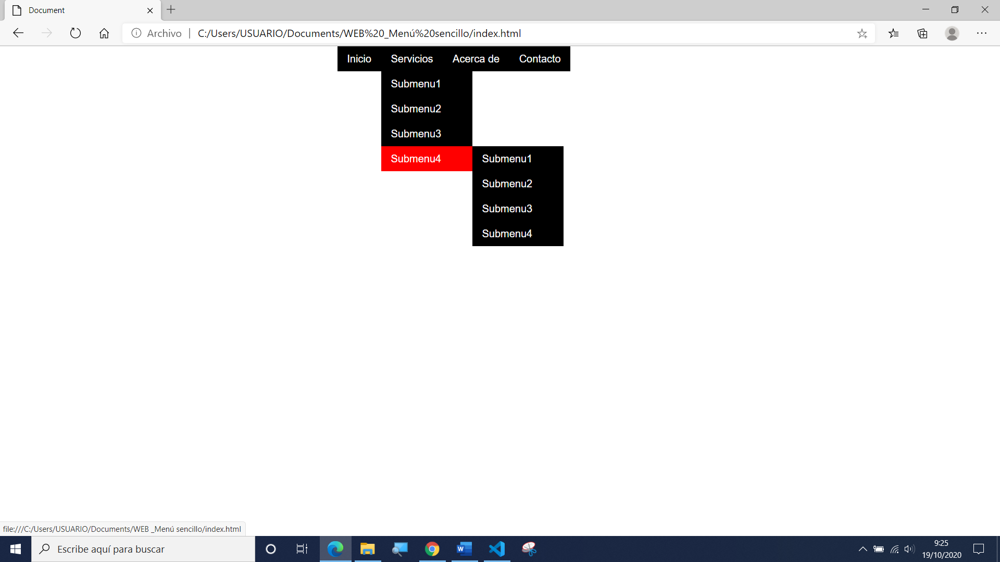 Document
Archivo | C:/Users/USUARIO/Documents/WEB%20_Menú%20sencillo/index.html
Inicio Servicios Acerca de Contacto
Submenu1
Submenu2
Submenu3
Submenu4 Submenu1
Submenu2
Submenu3
Submenu4
file:///C:/Users/USUARIO/Documents/WEB _Menú sencillo/index.html
Escribe aquí para buscar
9:25
19/10/2020